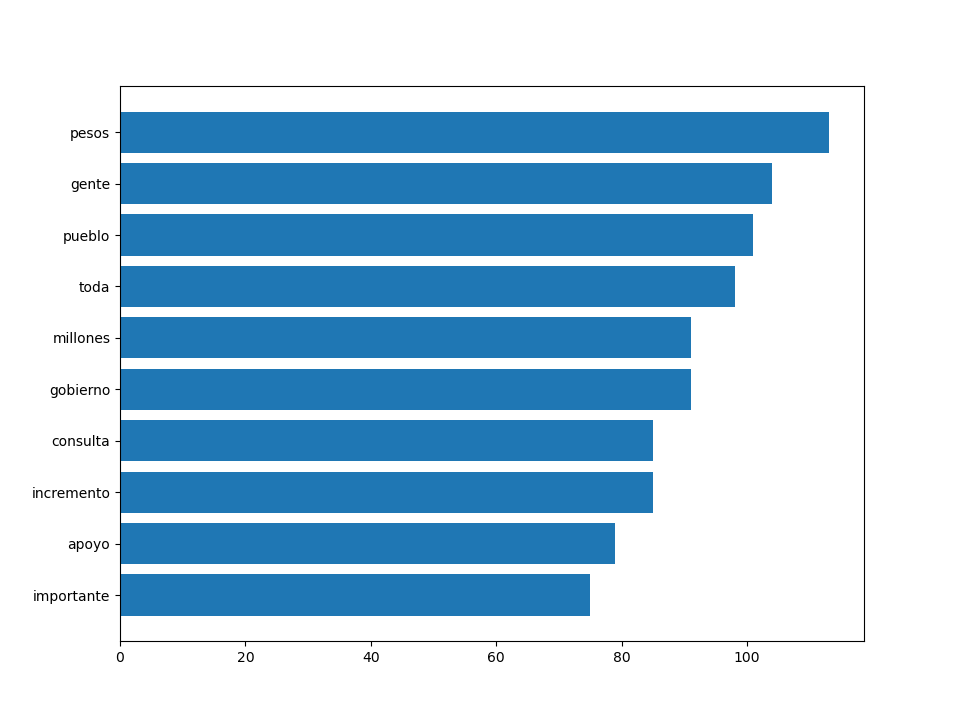 pesos
gente
pueblo
toda
millones
gobierno
consulta
incremento
apoyo
importante
0 20 40 60 80 100